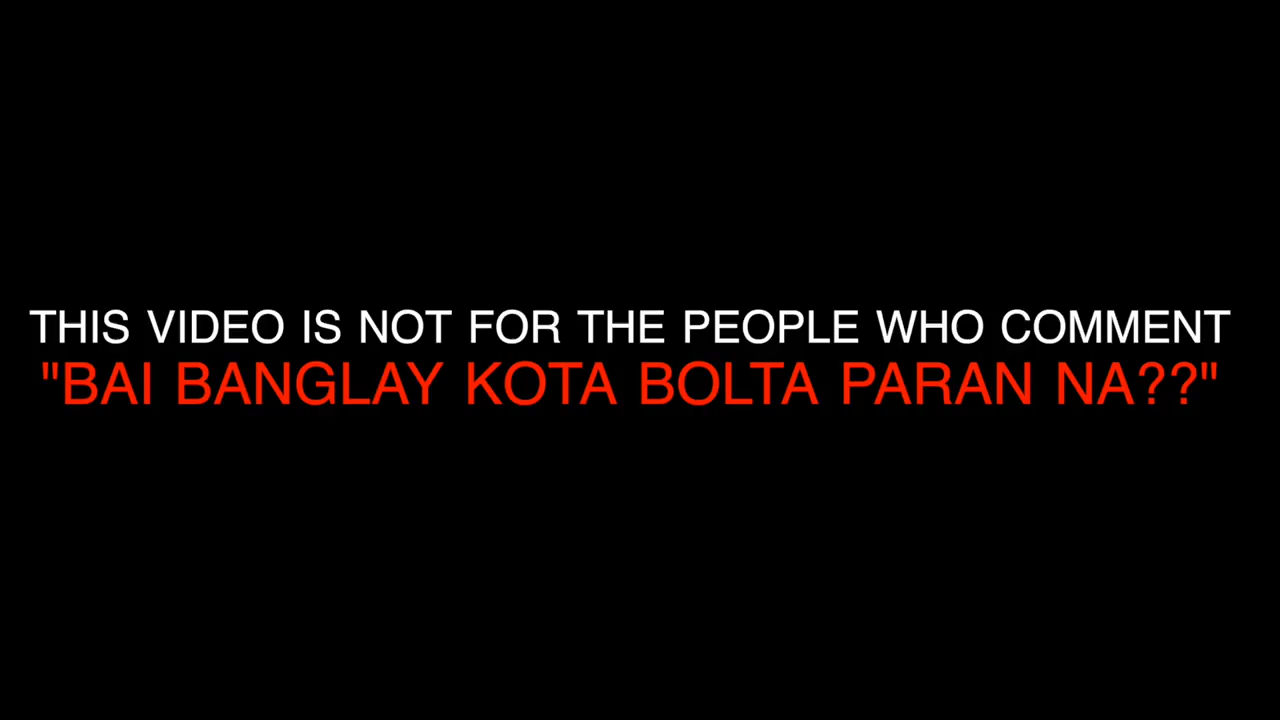 THIS VIDEO IS NOT FOR THE PEOPLE WHO COMMENT
"BAI BANGLAY KOTA BOLTA PARAN NA??"